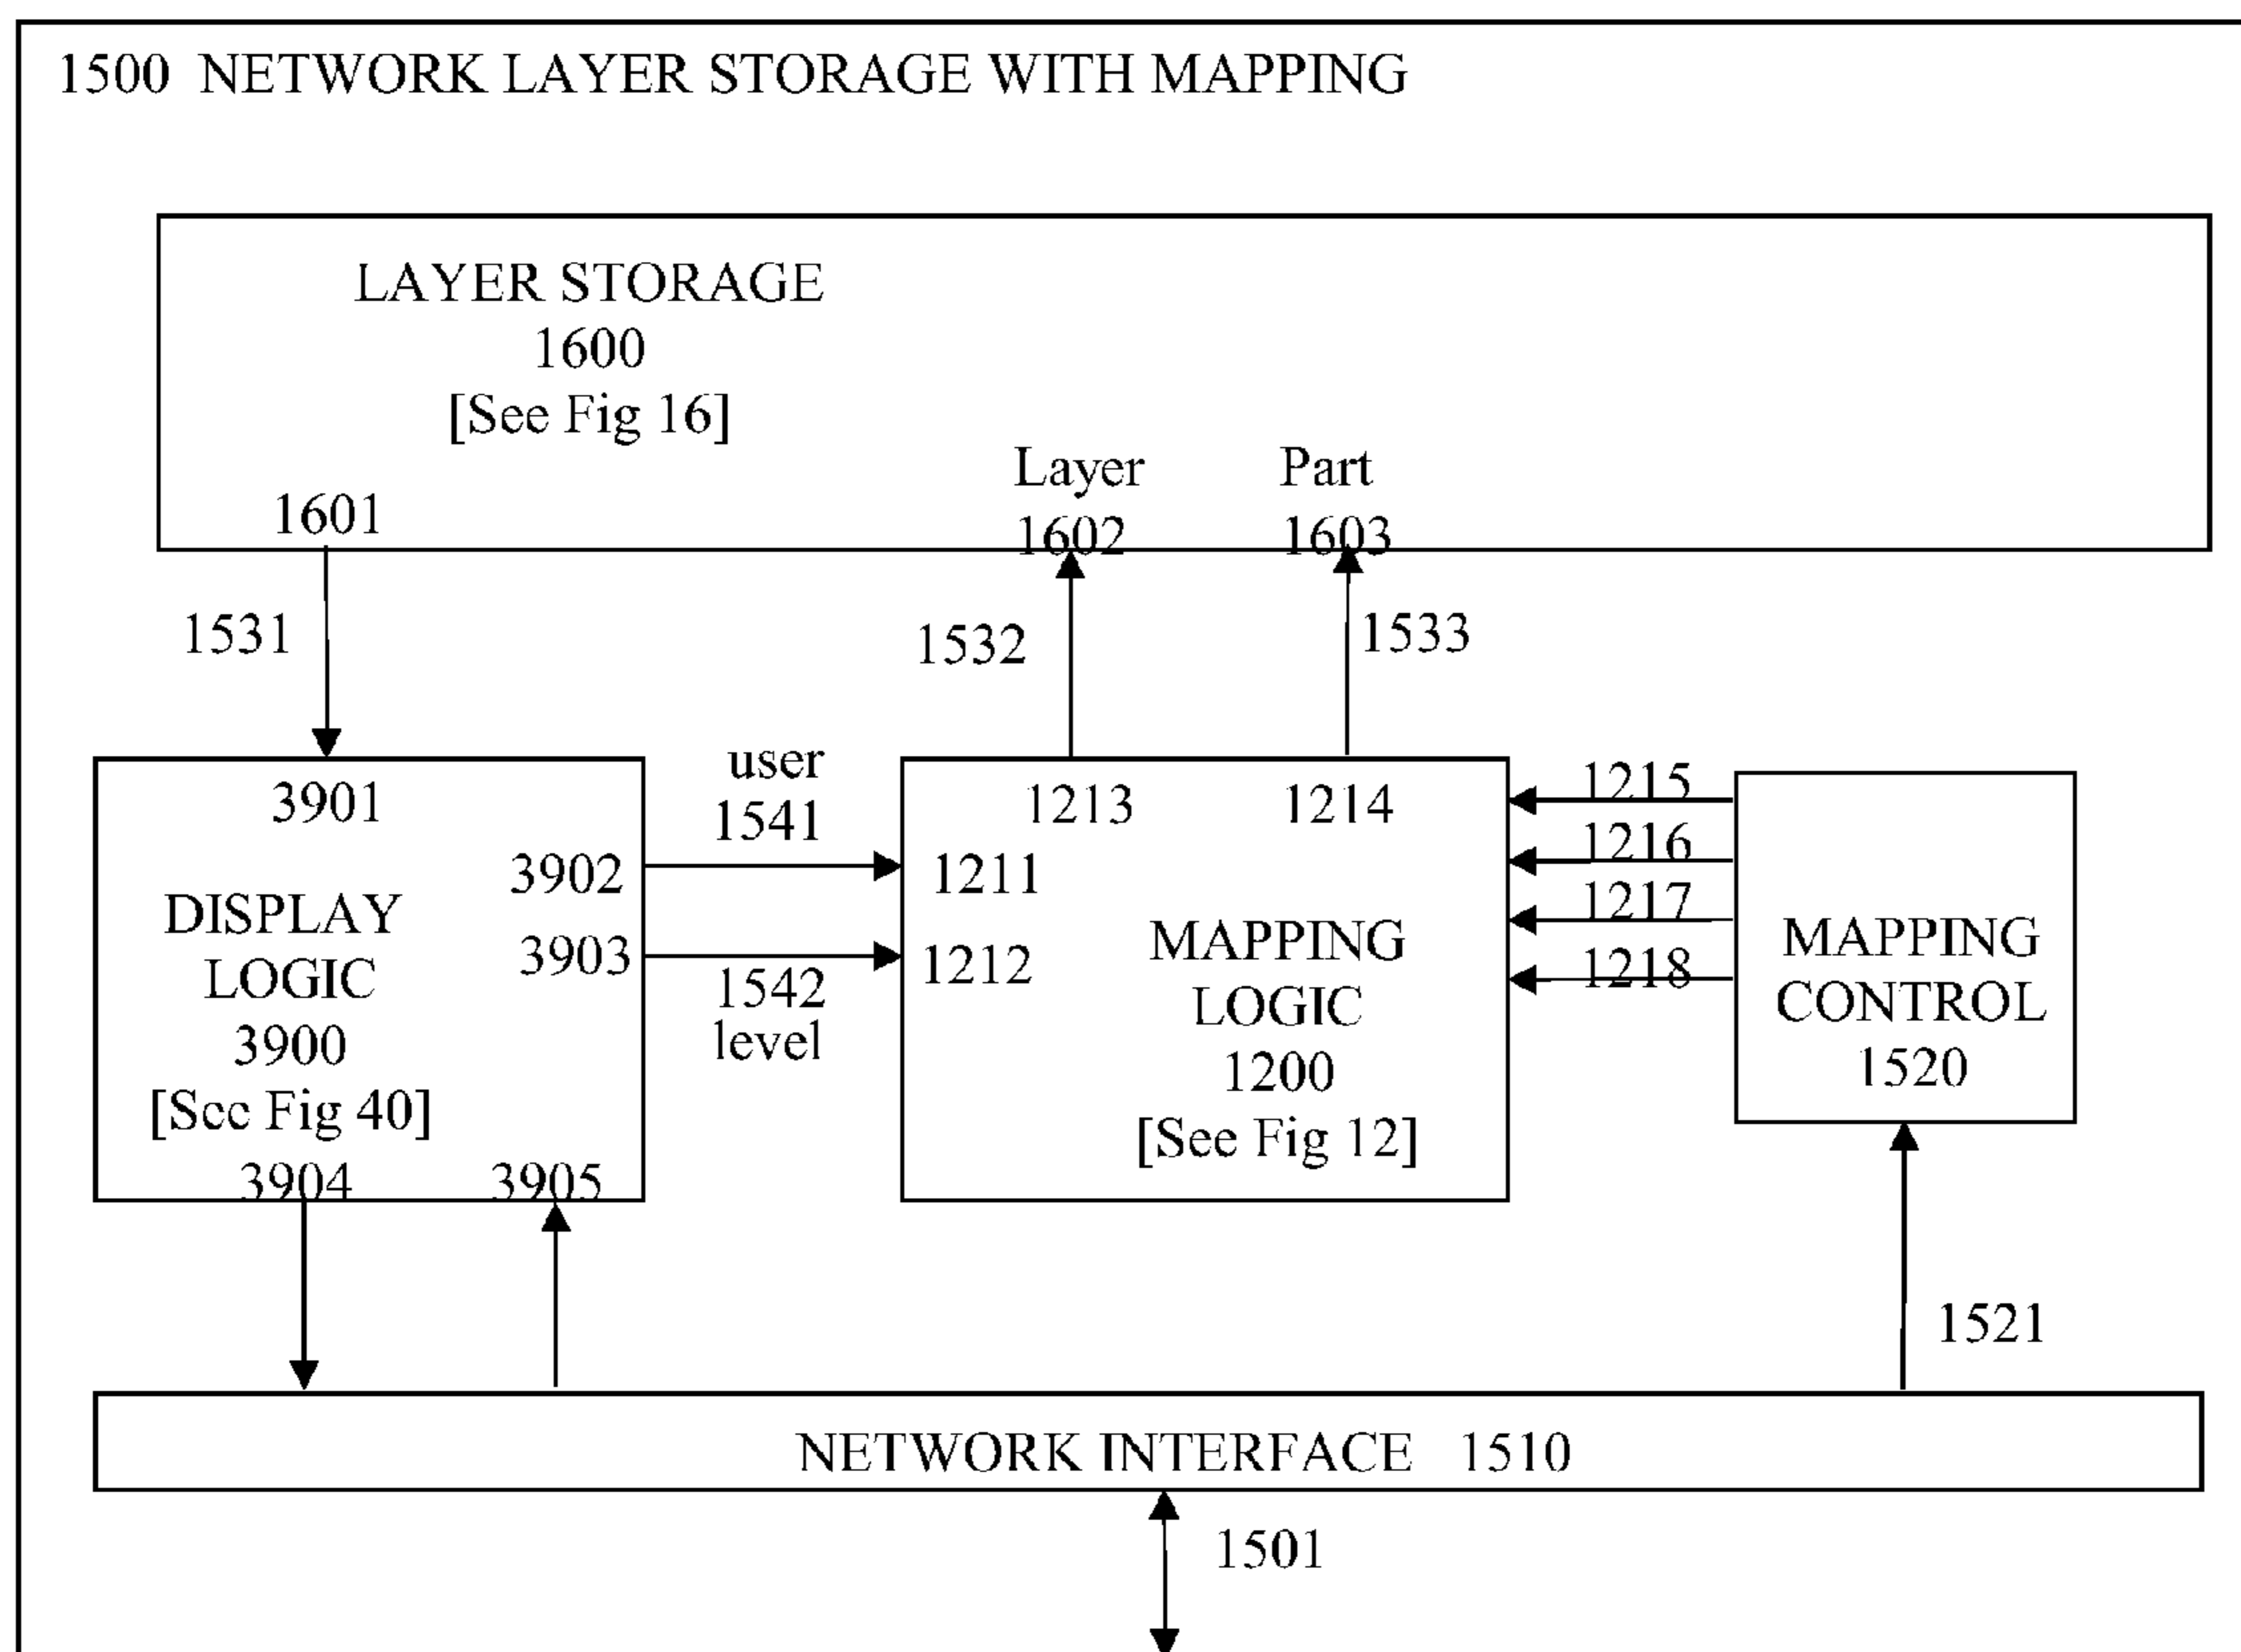 1500 NETWORK LAYER STORAGE WITH MAPPING
LAYER STORAGE
1600
[See Fig 16]
Layer
Part
1601
1602
1603
1531
1532
1533
user
1541
3901
3902
3903
DISPLAY
LOGIC
3900
[See Fig 40]
3904
3905
1542
level
1213
1214
1211
1212
MAPPING
LOGIC
1200
[See Fig 12]
1215
1216
1217
1218
MAPPING
CONTROL
1520
1521
NETWORK INTERFACE 1510
1501